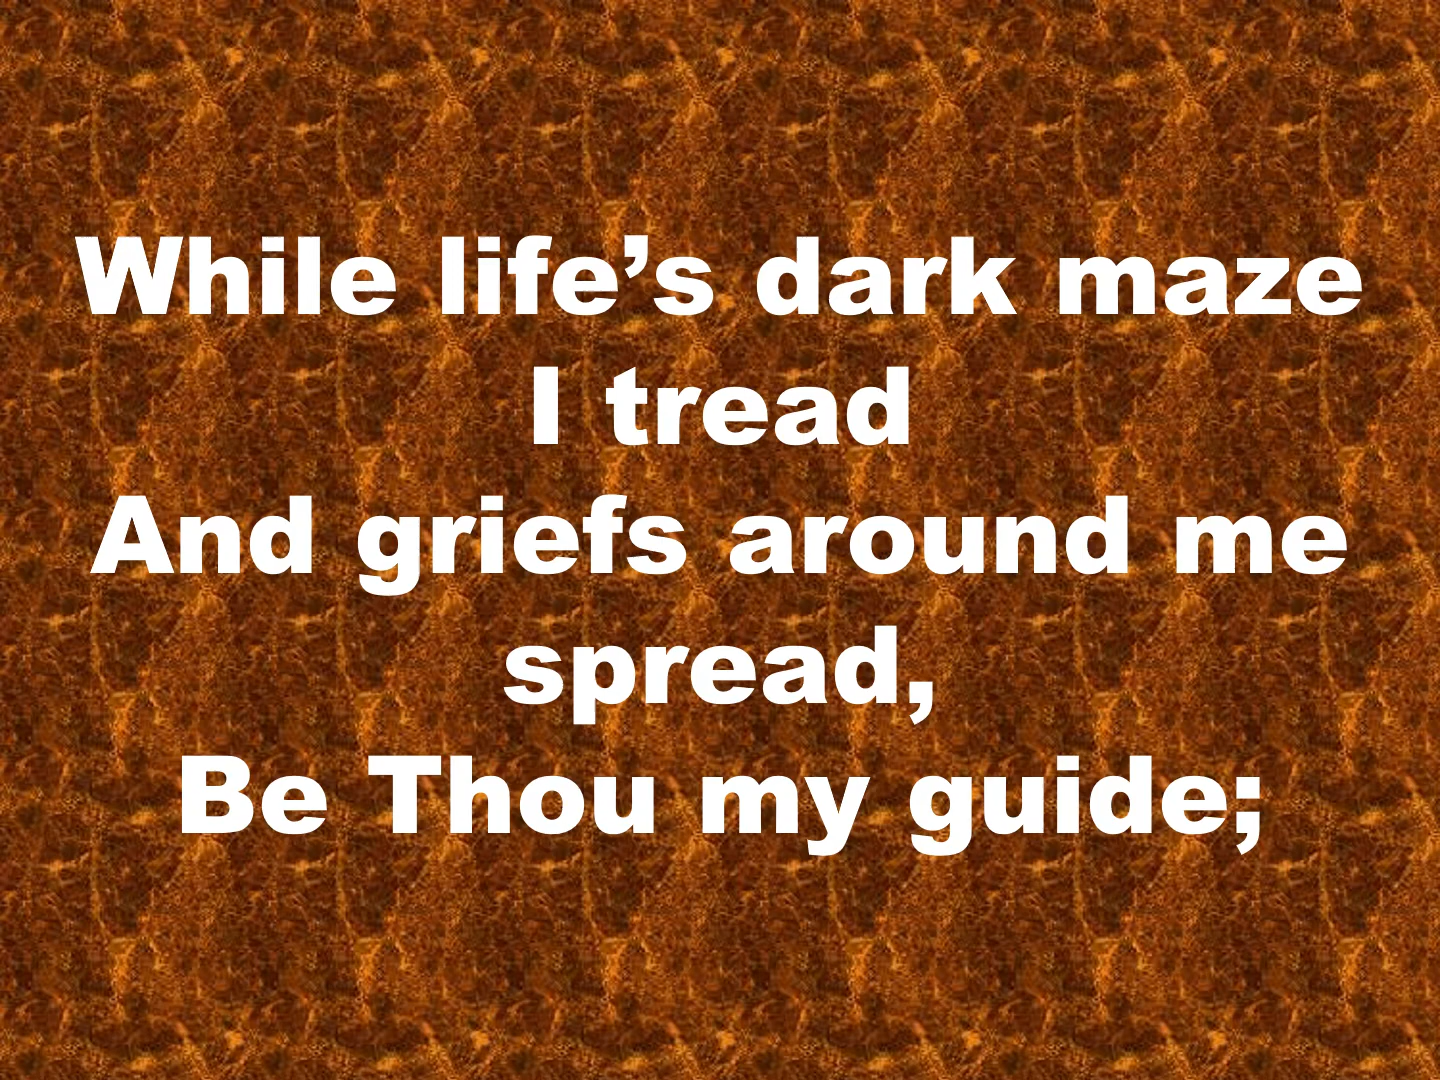 While life’s dark maze
I tread
And griefs around me
spread,
Be Thou my guide;